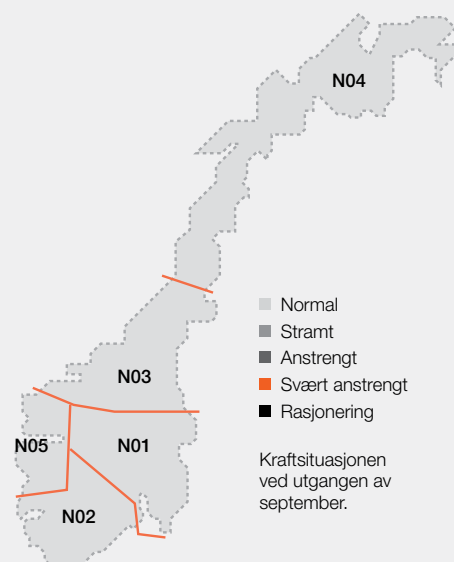 N04
Normal
Stramt
Anstrengt
Svært anstrengt
Rasjonering
N03
N05
N01
N02
Kraftsituasjonen
ved utgangen av
september.